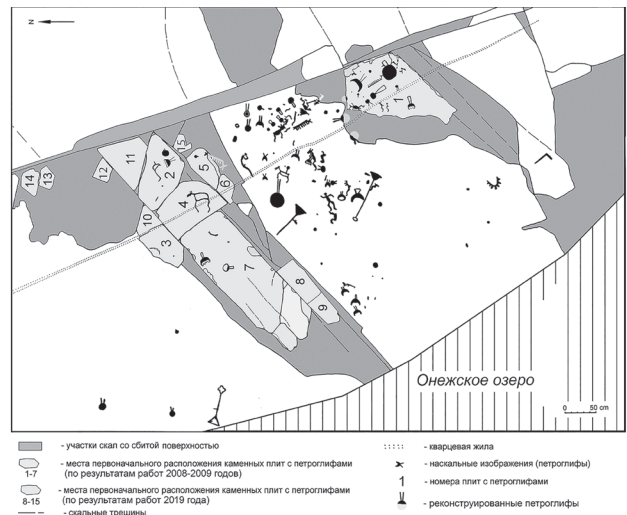 N
14
13
12
11
2
15
5
6
4
10
3
7
8
9
1
Онежское озеро
0 50 cm
- участки скал со сбитой поверхностью
1-7
- места первоначального расположения каменных плит с петроглифами
(по результатам работ 2008-2009 годов)
8-15
- места первоначального расположения каменных плит с петроглифами
(по результатам работ 2019 года)
- скальные трещины
- кварцевая жила
- наскальные изображения (петроглифы)
1 - номера плит с петроглифами
- реконструированные петроглифы